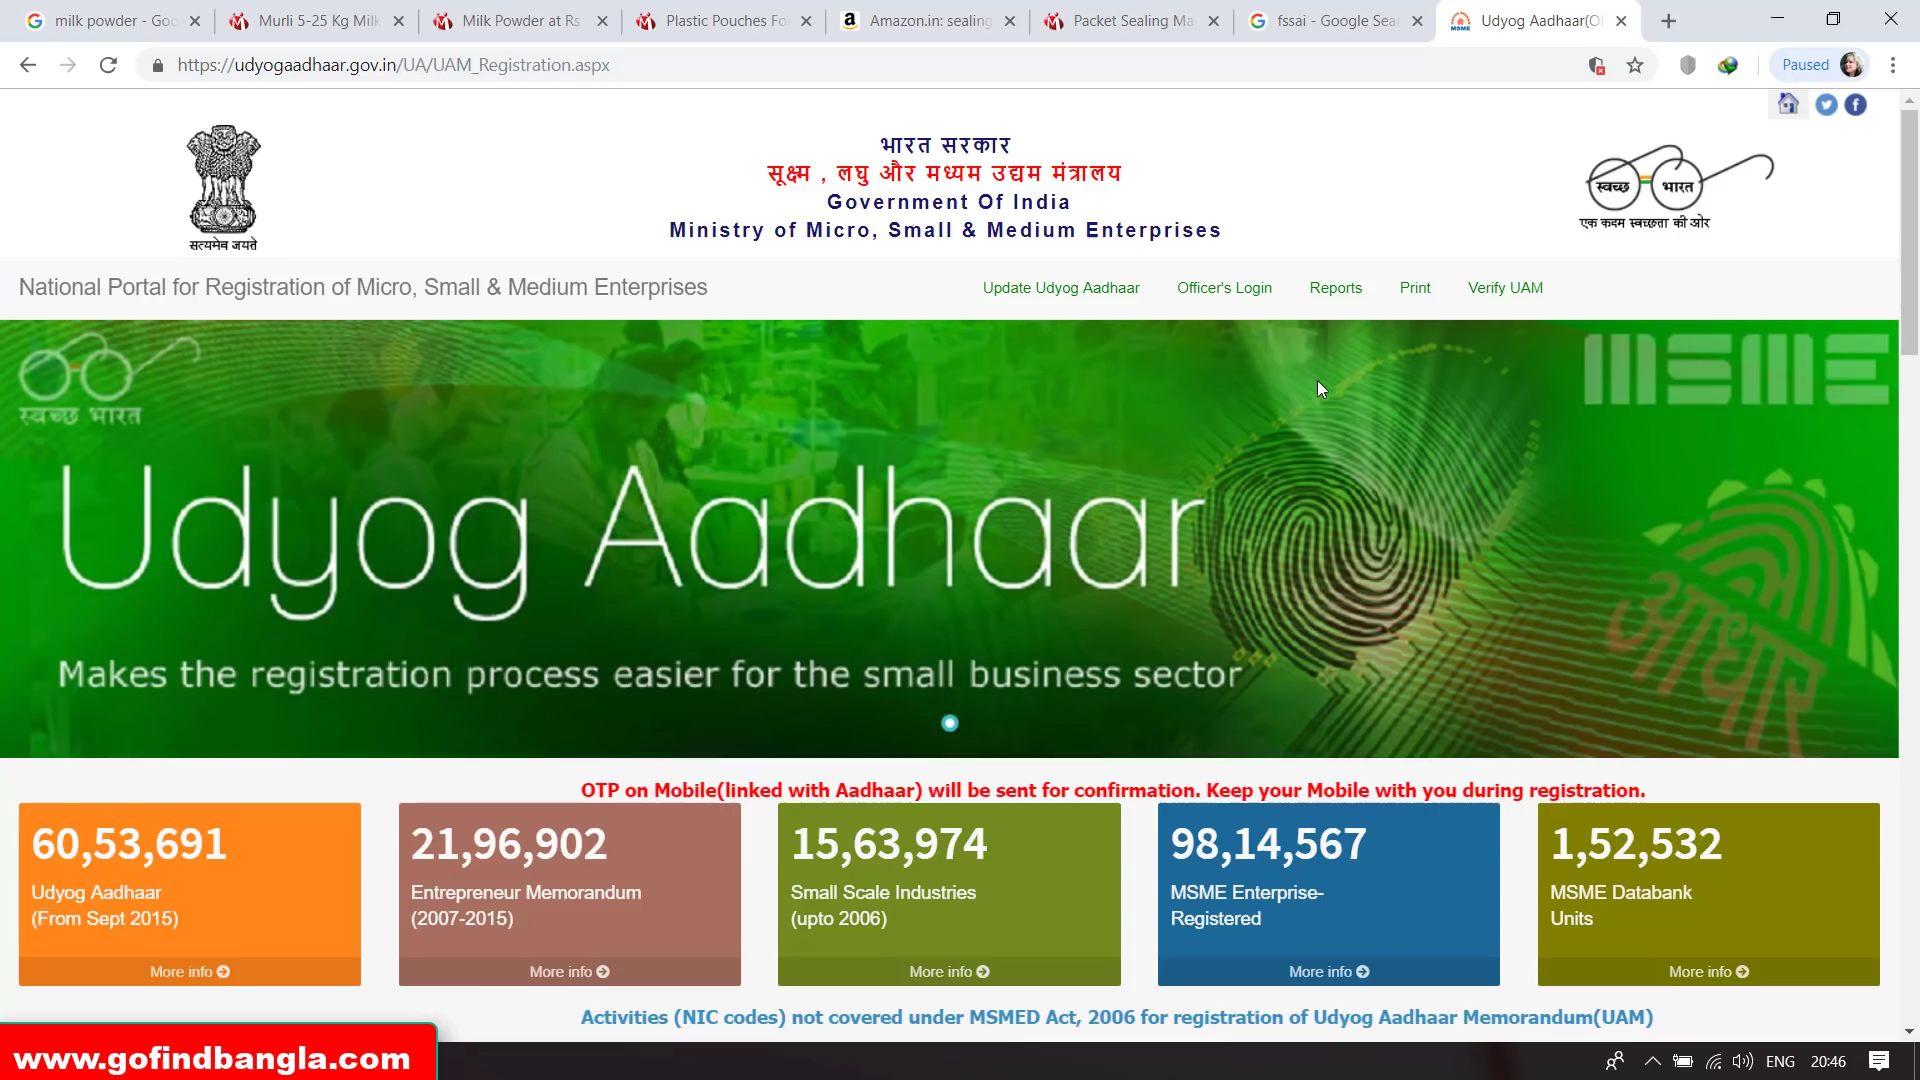 milk powder - Goo
Murli 5-25 Kg Milk
Milk Powder at Rs
Plastic Pouches Fo
Amazon.in: sealing
Packet Sealing Ma
fssai - Google Sea
Udyog Aadhaar(O
https://udyogaadhaar.gov.in/UA/UAM_Registration.aspx
Paused
सत्यमेव जयते
भारत सरकार
सूक्ष्म , लघु और मध्यम उद्यम मंत्रालय
Government Of India
Ministry of Micro, Small & Medium Enterprises
स्वच्छ भारत
एक कदम स्वच्छता की ओर
National Portal for Registration of Micro, Small & Medium Enterprises
Update Udyog Aadhaar
Officer's Login
Reports
Print
Verify UAM
स्वच्छ भारत
MSME
Udyog Aadhaar
आधार
Makes the registration process easier for the small business sector
OTP on Mobile(linked with Aadhaar) will be sent for confirmation. Keep your Mobile with you during registration.
60,53,691
Udyog Aadhaar
(From Sept 2015)
More info
21,96,902
Entrepreneur Memorandum
(2007-2015)
More info
15,63,974
Small Scale Industries
(upto 2006)
More info
98,14,567
MSME Enterprise-
Registered
More info
1,52,532
MSME Databank
Units
More info
Activities (NIC codes) not covered under MSMED Act, 2006 for registration of Udyog Aadhaar Memorandum(UAM)
www.gofindbangla.com
ENG
20:46